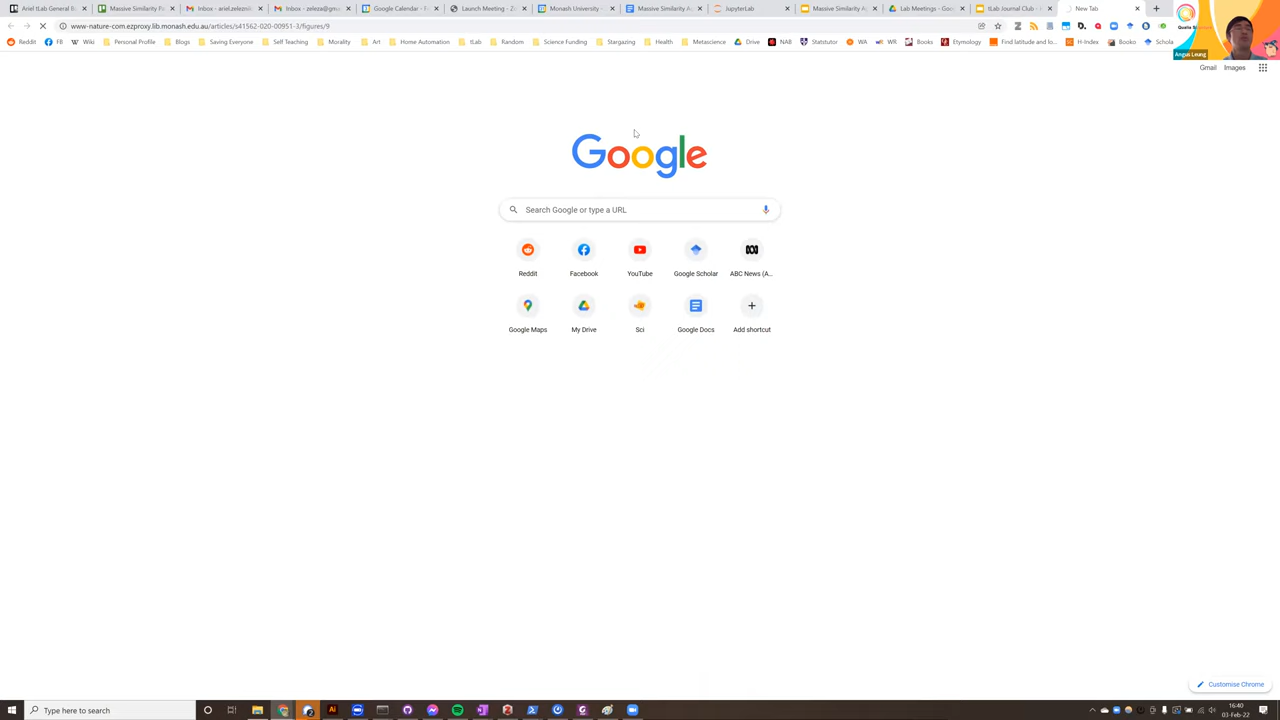 Ariel tLab General B
Massive Similarity Pa
Inbox - ariel.zelezni
Inbox - zeleza@gm
Google Calendar -
Launch Meeting - Z
Monash University -
Massive Similarity A
JupyterLab
Massive Similarity A
Lab Meetings - Goo
tLab Journal Club -
New Tab
www-nature-com.ezproxy.lib.monash.edu.au/articles/s41562-020-00951-3/figures/9
Reddit
FB
Wiki
Personal Profile
Blogs
Saving Everyone
Self Teaching
Morality
Art
Home Automation
tLab
Random
Science Funding
Stargazing
Health
Metascience
Drive
NAB
Statstutor
WA
WR
Books
Etymology
Find latitude and lo...
H-Index
Booko
Schola
Qualia
Angus Leung
Gmail
Images
Google
Search Google or type a URL
Reddit
Facebook
YouTube
Google Scholar
ABC News (A...
Google Maps
My Drive
Sci
Google Docs
Add shortcut
Customise Chrome
Type here to search
16:40
03-Feb-22